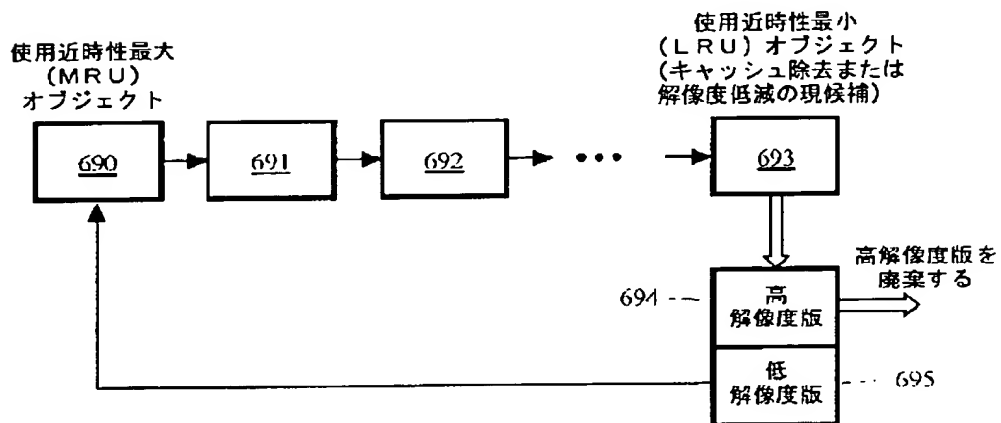 使用近時性最大
(MRU)
オブジェクト
使用近時性最小
(LRU) オブジェクト
(キャッシュ除去または
解像度低減の現候補)
690
691
692
693
694
高
解像度版
高解像度版を
廃棄する
低
解像度版
695